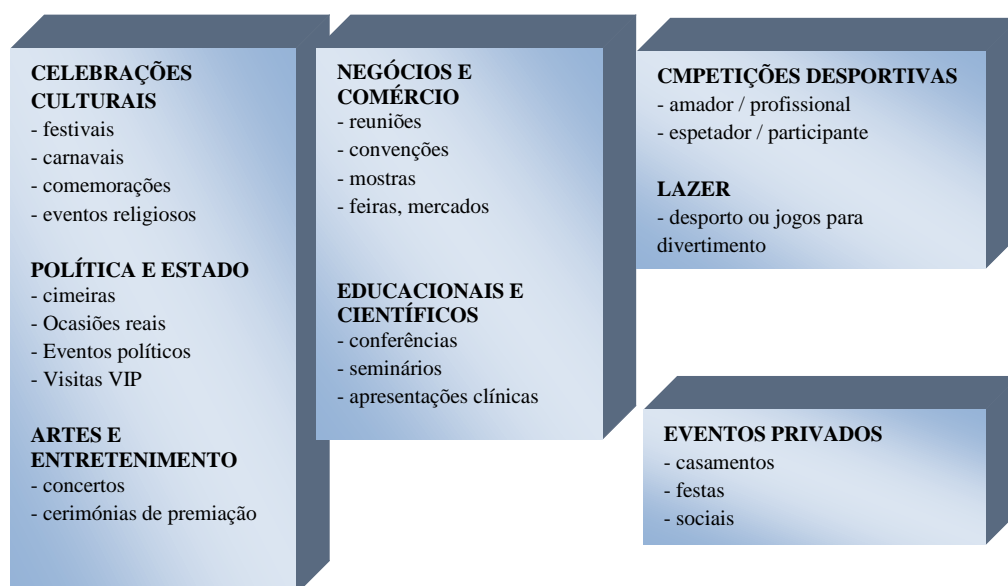 CELEBRAÇÕES
CULTURAIS
- festivais
- carnavais
- comemorações
- eventos religiosos
POLÍTICA E ESTADO
- cimeiras
- Ocasiões reais
- Eventos políticos
- Visitas VIP
ARTES E
ENTRETENIMENTO
- concertos
- cerimónias de premiação
NEGÓCIOS E
COMÉRCIO
- reuniões
- convenções
- mostras
- feiras, mercados
EDUCACIONAIS E
CIENTÍFICOS
- conferências
- seminários
- apresentações clínicas
CMPETIÇÕES DESPORTIVAS
- amador / profissional
- espetador / participante
LAZER
- desporto ou jogos para
divertimento
EVENTOS PRIVADOS
- casamentos
- festas
- sociais